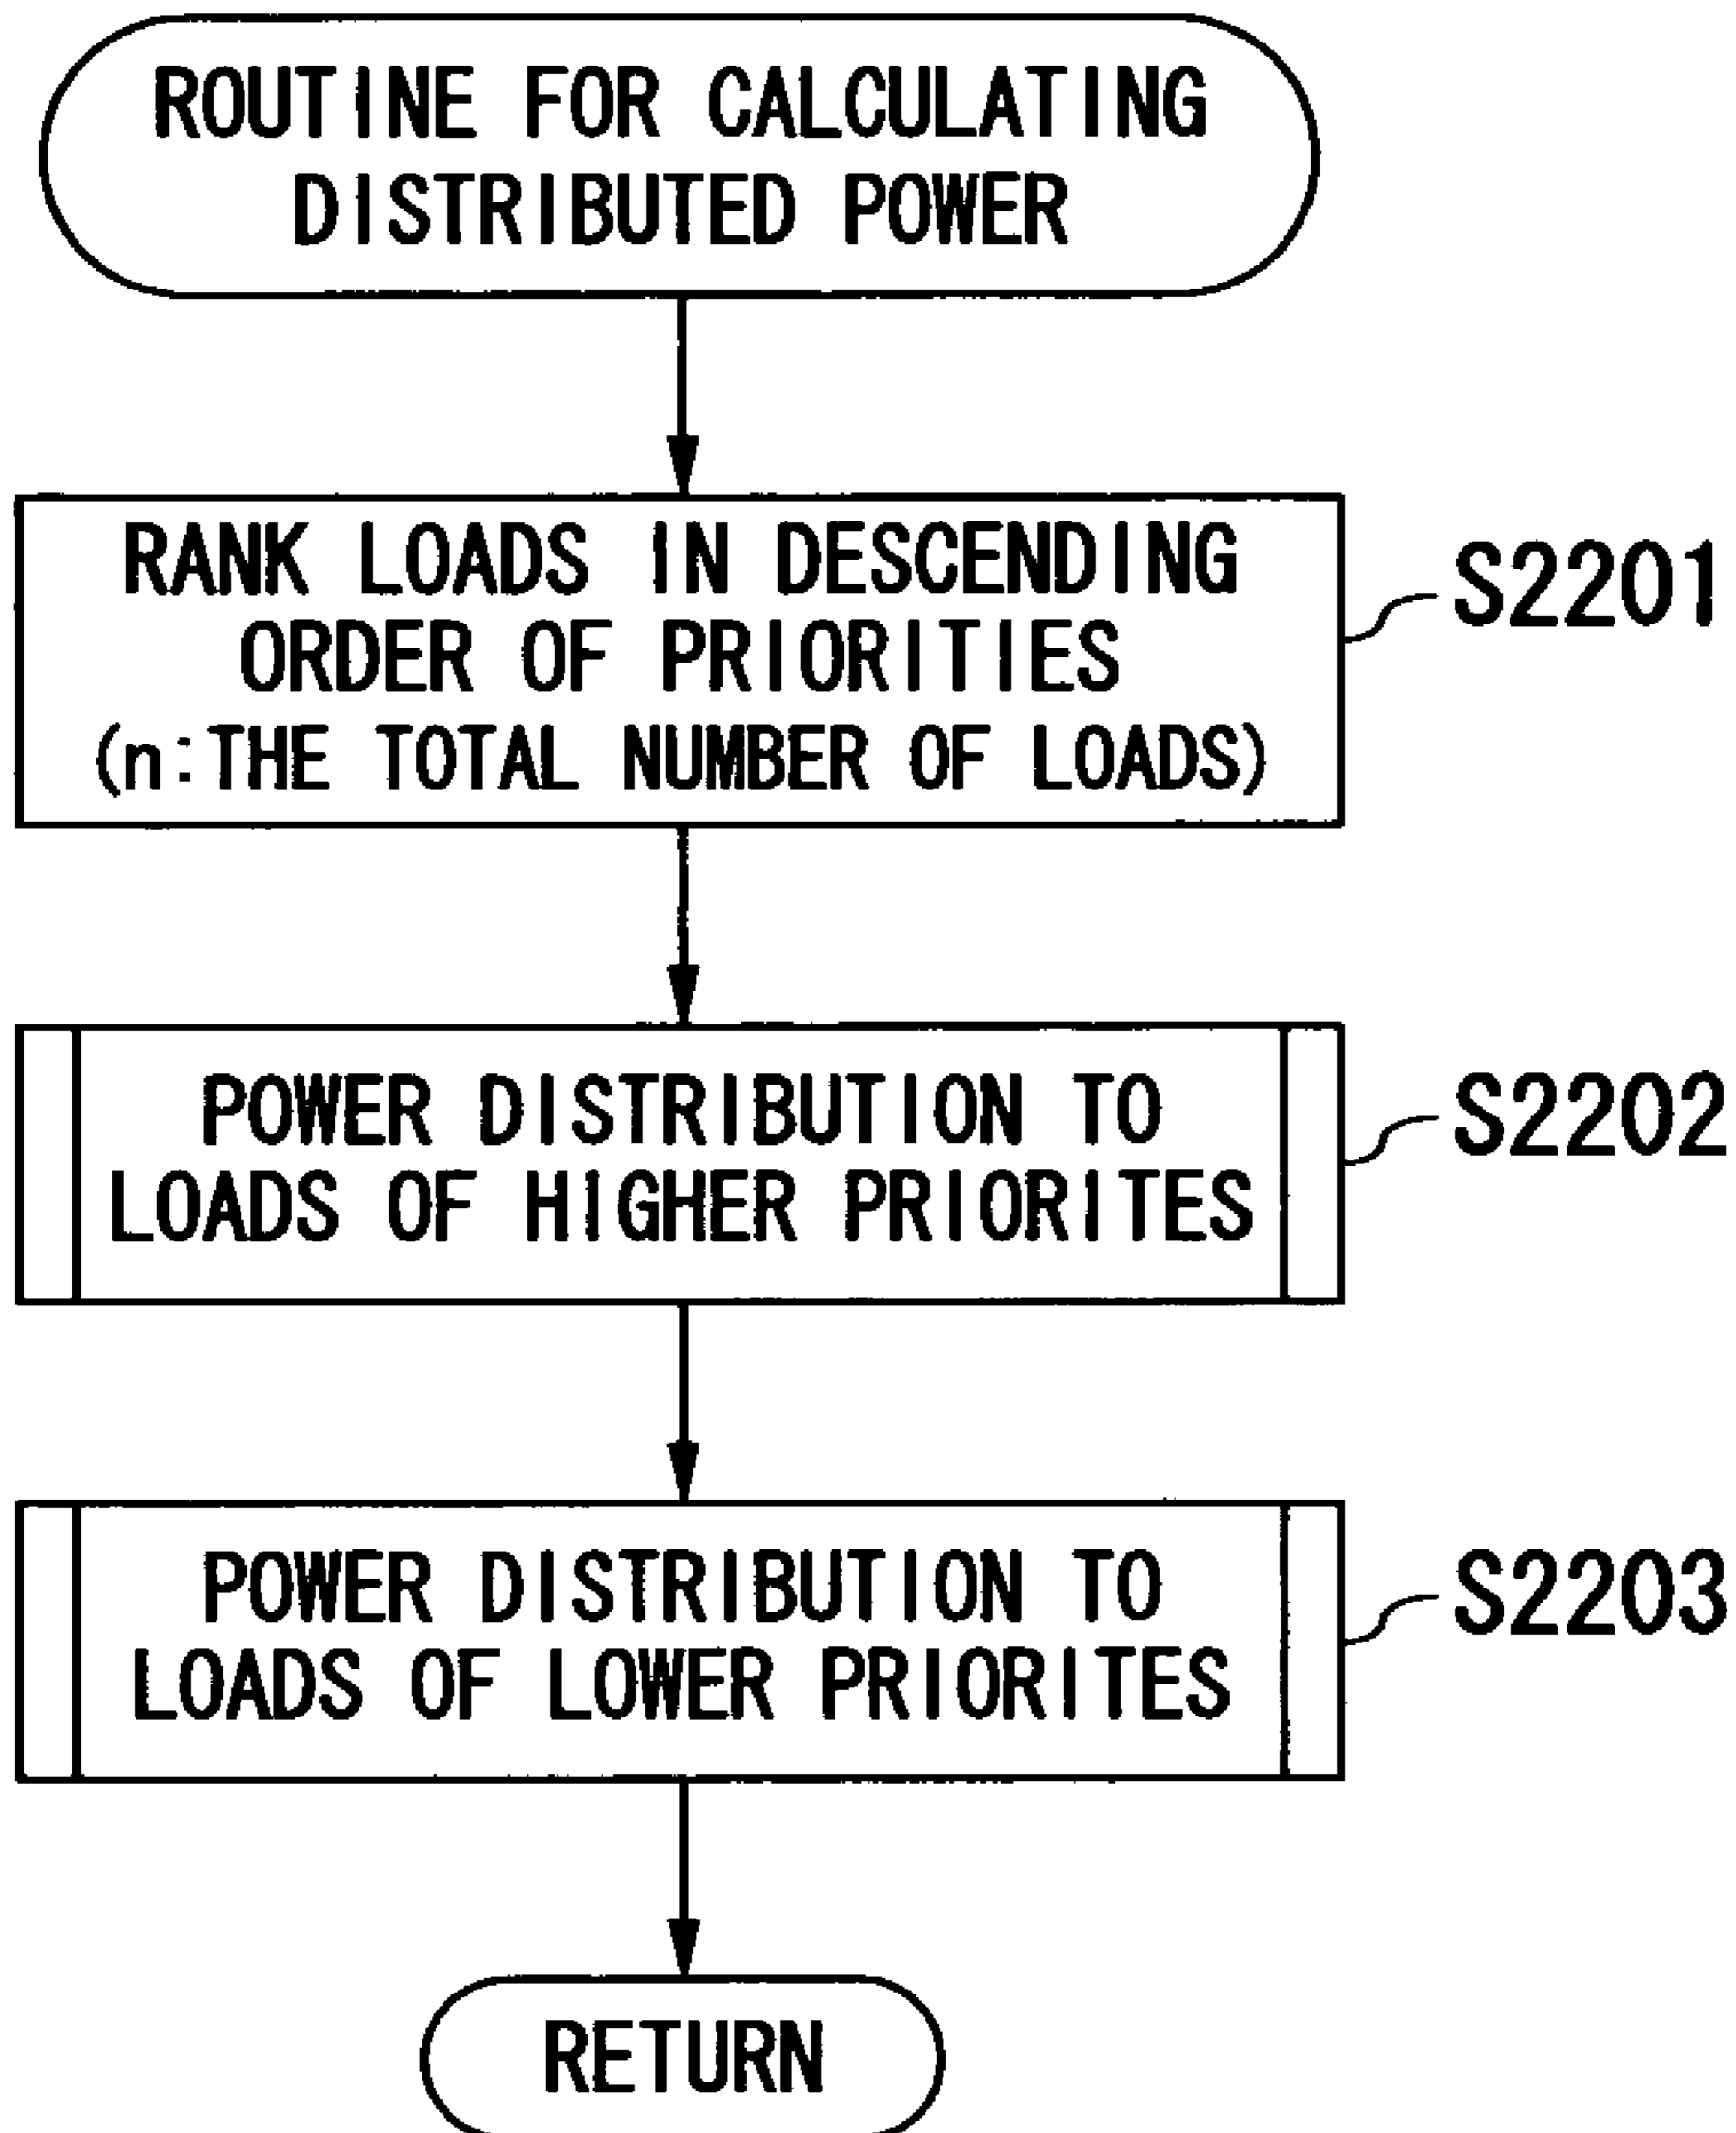 ROUTINE FOR CALCULATING
DISTRIBUTED POWER
RANK LOADS IN DESCENDING
ORDER OF PRIORITIES
(n:THE TOTAL NUMBER OF LOADS)
S2201
POWER DISTRIBUTION TO
LOADS OF HIGHER PRIORITES
S2202
POWER DISTRIBUTION TO
LOADS OF LOWER PRIORITES
S2203
RETURN